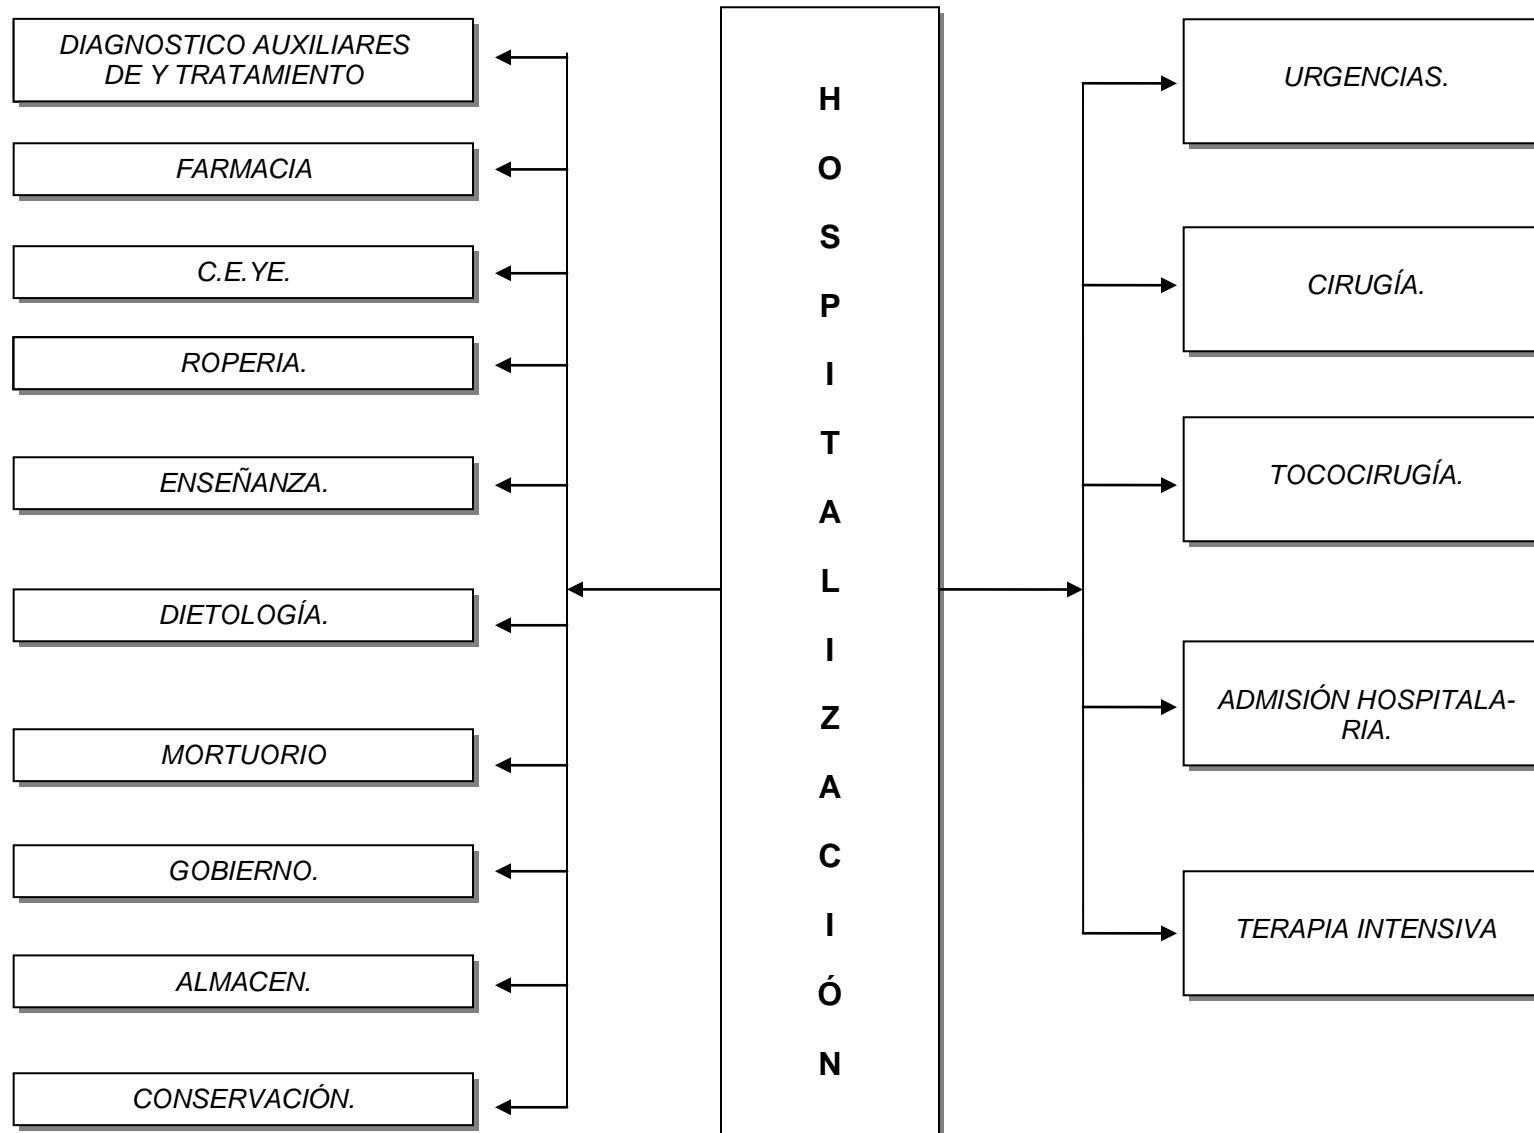 DIAGNOSTICO AUXILIARES
DE Y TRATAMIENTO
FARMACIA
C.E.YE.
ROPERIA.
ENSEÑANZA.
DIETOLOGÍA.
MORTUORIO
GOBIERNO.
ALMACEN.
CONSERVACIÓN.
H
O
S
P
I
T
A
L
I
Z
A
C
I
Ó
N
URGENCIAS.
CIRUGÍA.
TOCOCIRUGÍA.
ADMISIÓN HOSPITALA-
RIA.
TERAPIA INTENSIVA